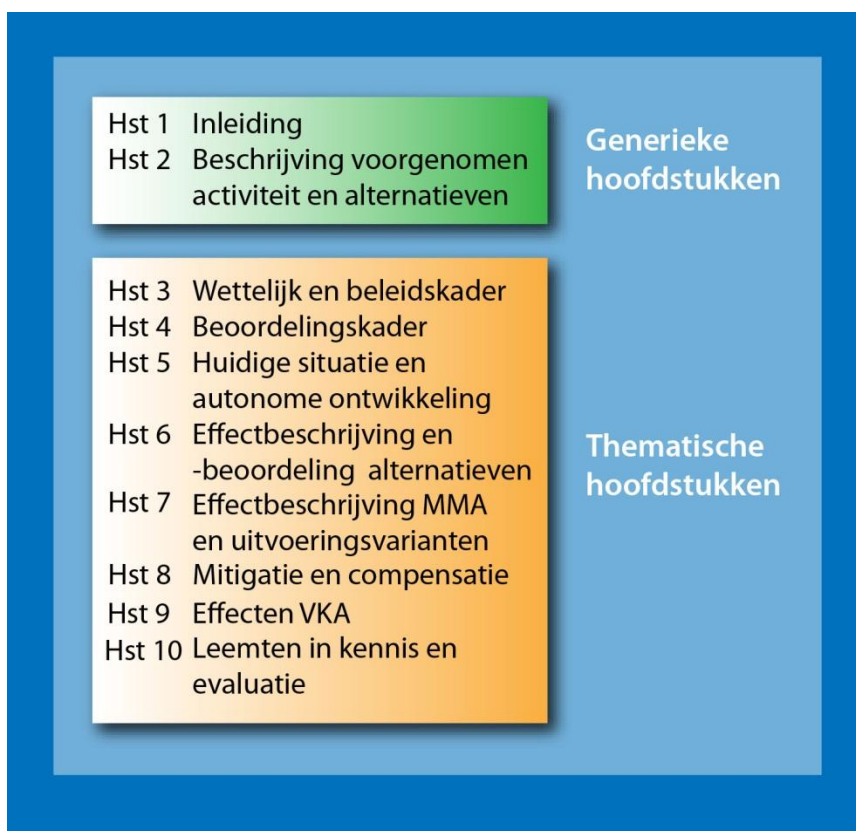 Hst 1 Inleiding
Hst 2 Beschrijving voorgenomen
activiteit en alternatieven
Generieke
hoofdstukken
Hst 3 Wettelijk en beleidskader
Hst 4 Beoordelingskader
Hst 5 Huidige situatie en
autonome ontwikkeling
Hst 6 Effectbeschrijving en
-beoordeling alternatieven
Hst 7 Effectbeschrijving MMA
en uitvoeringsvarianten
Hst 8 Mitigatie en compensatie
Hst 9 Effecten VKA
Hst 10 Leemten in kennis en
evaluatie
Thematische
hoofdstukken